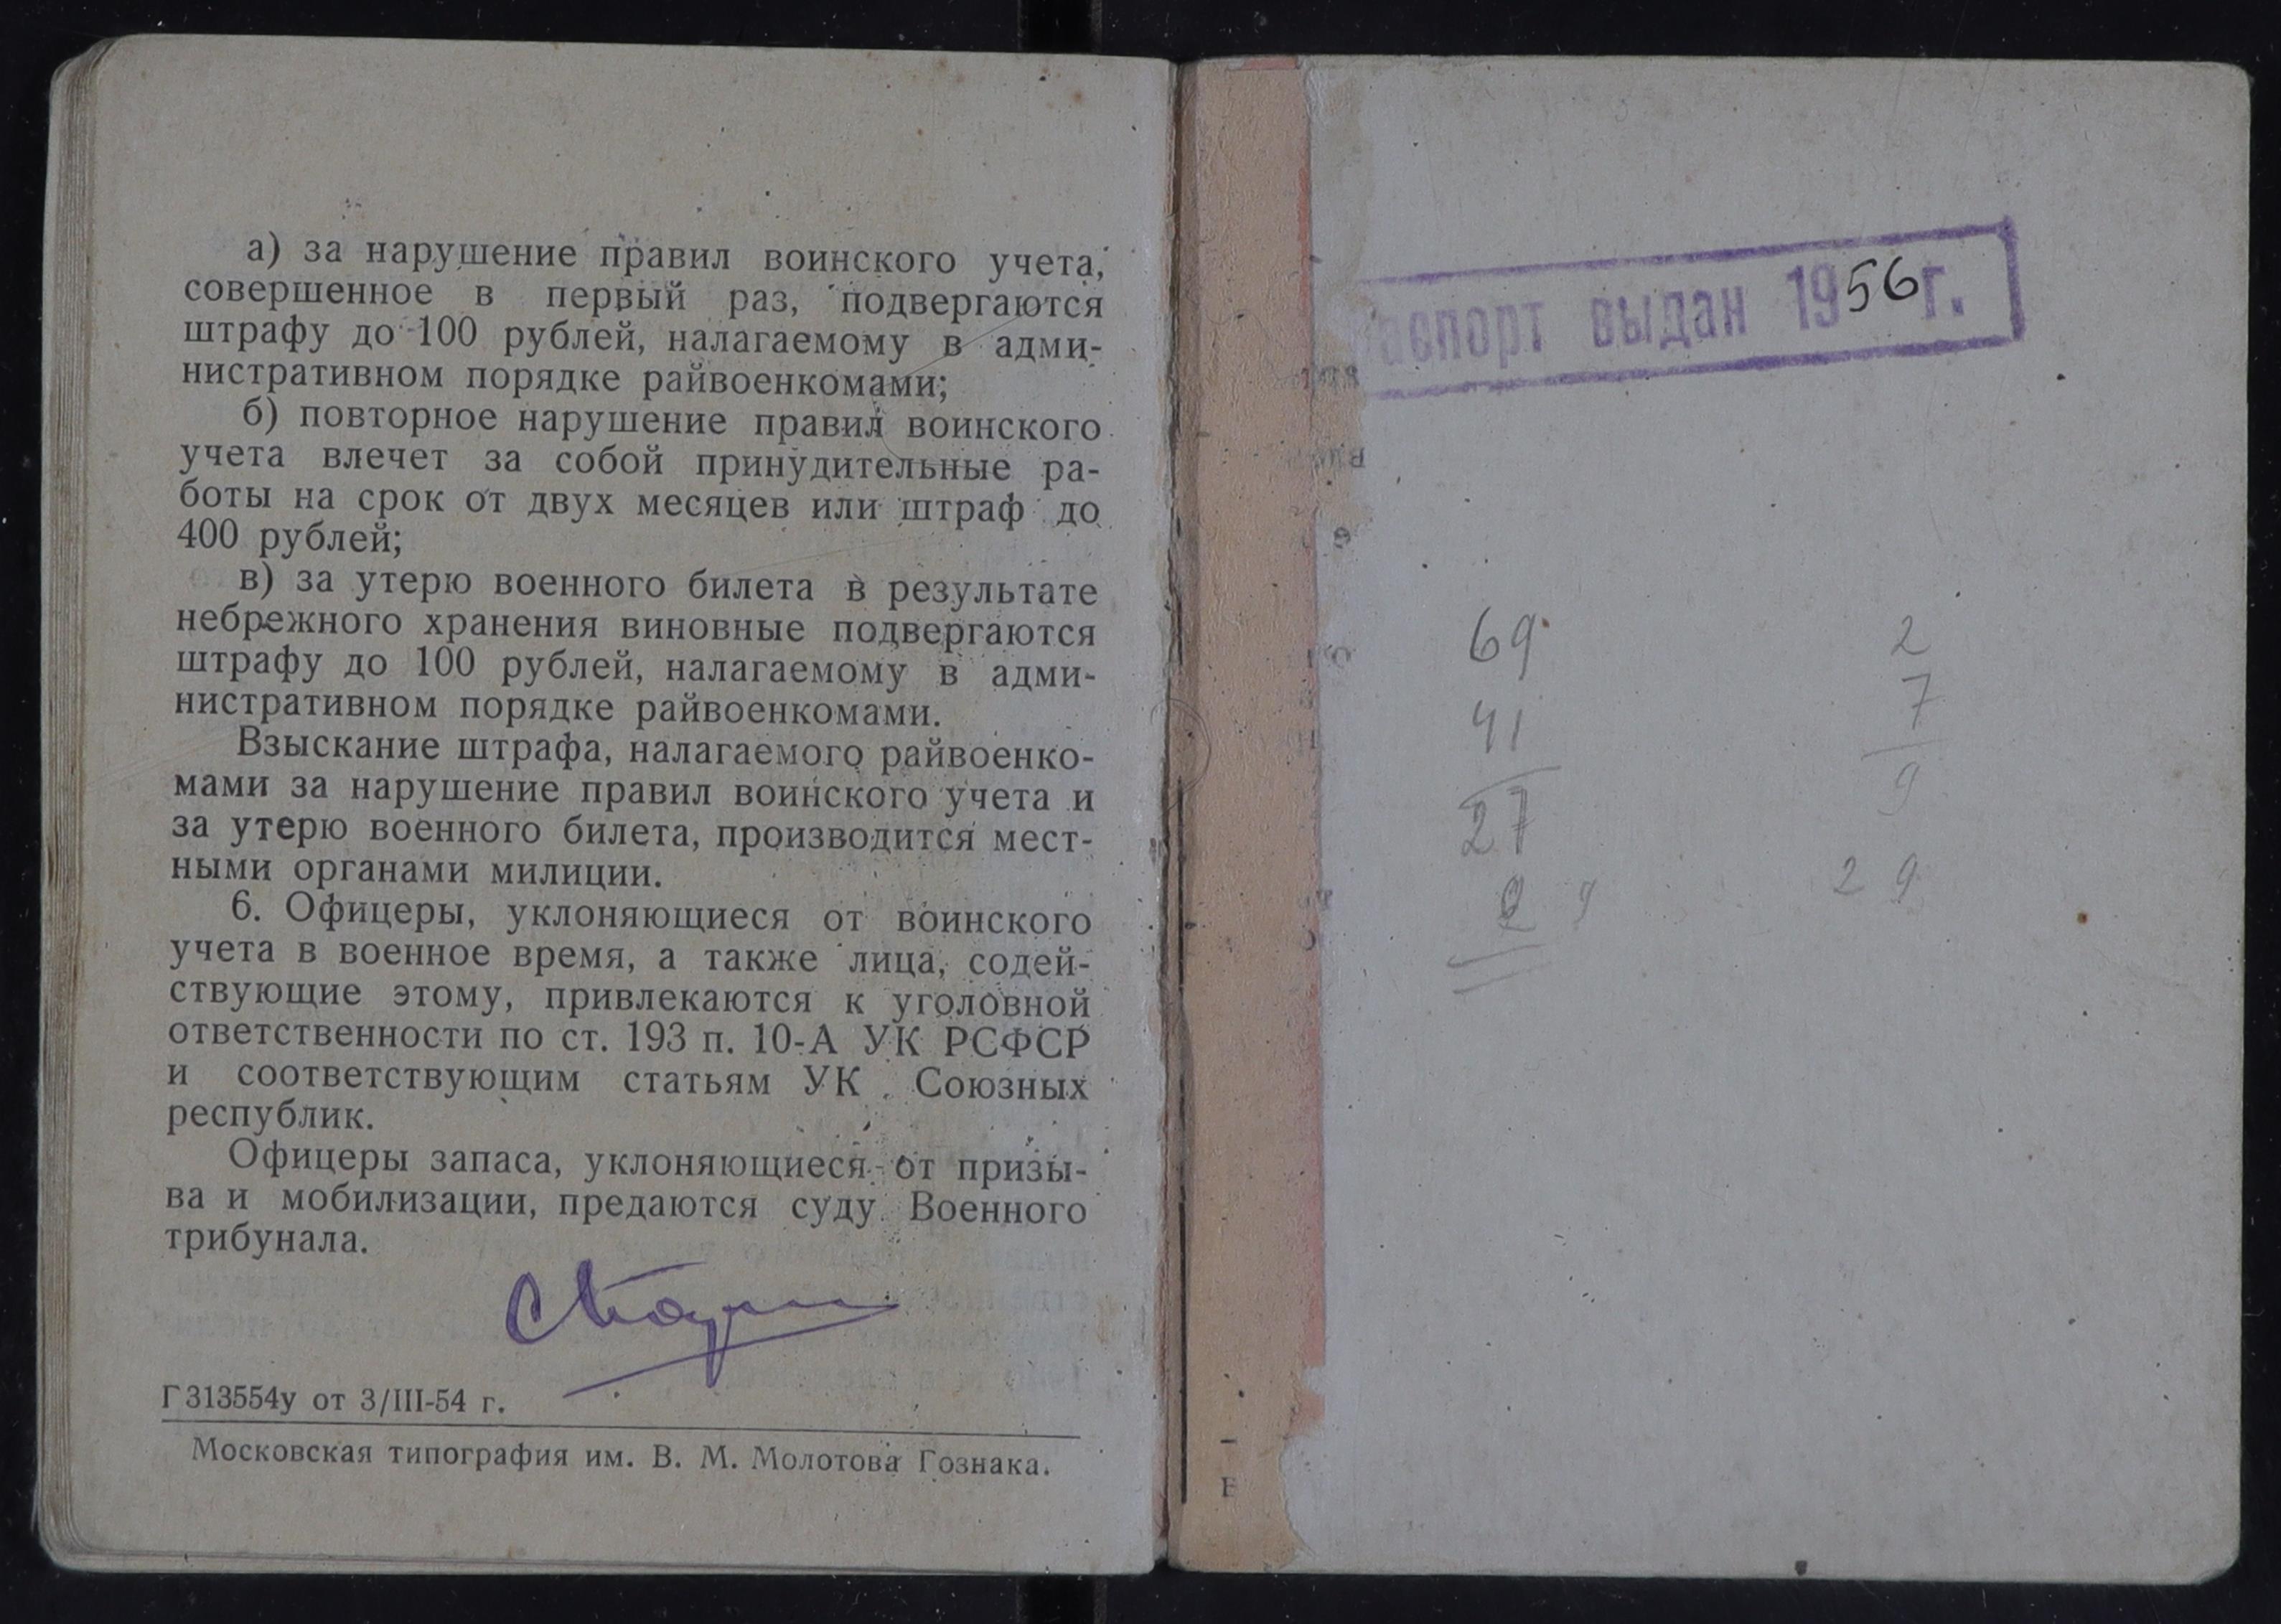 а) за нарушение правил воинского учета,
совершенное в первый раз, подвергаются
штрафу до 100 рублей, налагаемому в адми-
нистративном порядке райвоенкомами;
б) повторное нарушение правил воинского
учета влечет за собой принудительные ра-
боты на срок от двух месяцев или штраф до
400 рублей;
в) за утерю военного билета в результате
небрежного хранения виновные подвергаются
штрафу до 100 рублей, налагаемому в адми-
нистративном порядке райвоенкомами.
Взыскание штрафа, налагаемого райвоенко-
мами за нарушение правил воинского учета и
за утерю военного билета, производится мест-
ными органами милиции.
6. Офицеры, уклоняющиеся от воинского
учета в военное время, а также лица, содей-
ствующие этому, привлекаются к уголовной
ответственности по ст. 193 п. 10-А УК РСФСР
и соответствующим статьям УК Союзных
республик.
Офицеры запаса, уклоняющиеся от призы-
ва и мобилизации, предаются суду Военного
трибунала.
Г313554у от 3/III-54 г.
Московская типография им. В. М. Молотова Гознака.
Паспорт выдан 1956 г.
69
41
27
2 9
2
7
9
2 9